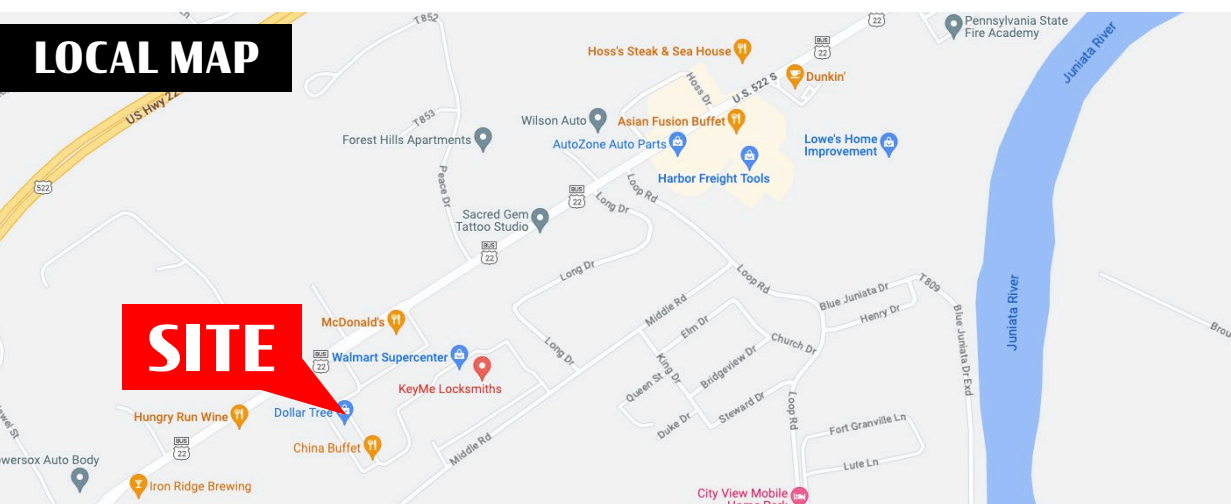 LOCAL MAP
T852
22
Pennsylvania State
Fire Academy
Juniata River
Hoss's Steak & Sea House
BUS
22
Dunkin'
Hoss Dr
U.S. 522 S
US Hwy 22
T853
Wilson Auto
Asian Fusion Buffet
Forest Hills Apartments
AutoZone Auto Parts
Lowe's Home
Improvement
Harbor Freight Tools
522
Peace Dr
BUS
22
Loop Rd
Long Dr
Sacred Gem
Tattoo Studio
BUS
22
Long Dr
Loop Rd
T 809
Blue Juniata Dr
Henry Dr
Juniata River
Blue Juniata Dr Exd
Middle Rd
Elm Dr
Church Dr
SITE
McDonald's
BUS
22
Walmart Supercenter
KeyMe Locksmiths
Long Dr
King Dr
Bridgeview Dr
Queen St
Steward Dr
Duke Dr
Loop Rd
Fort Granville Ln
Lute Ln
Hungry Run Wine
Dollar Tree
BUS
22
China Buffet
Middle Rd
Iron Ridge Brewing
City View Mobile
Home Park